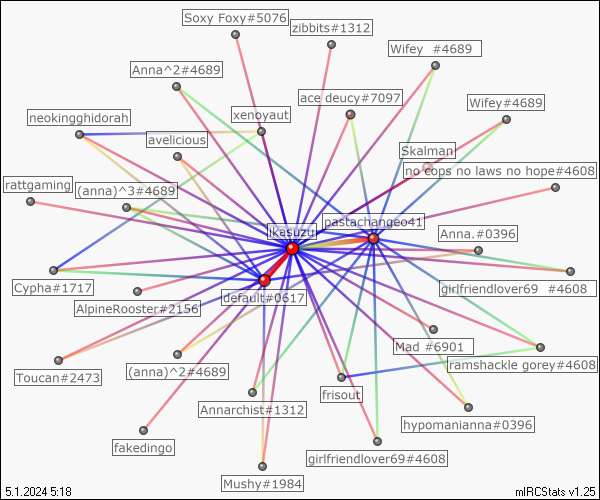 Soxy Foxy#5076
zibbits#1312
Wifey  #4689
Anna^2#4689
ace deucy#7097
Wifey#4689
neokingghidorah
xenoyaut
avelicious
Skalman
no cops no laws no hope#4608
rattgaming
(anna)^3#4689
ikasuzu
pastachangeo41
Anna.#0396
Cypha#1717
default#0617
girlfriendlover69  #4608
AlpineRooster#2156
Mad #6901
ramshackle gorey#4608
Toucan#2473
(anna)^2#4689
frisout
Annarchist#1312
hypomanianna#0396
fakedingo
girlfriendlover69#4608
Mushy#1984
5.1.2024 5:18
mIRCStats v1.25